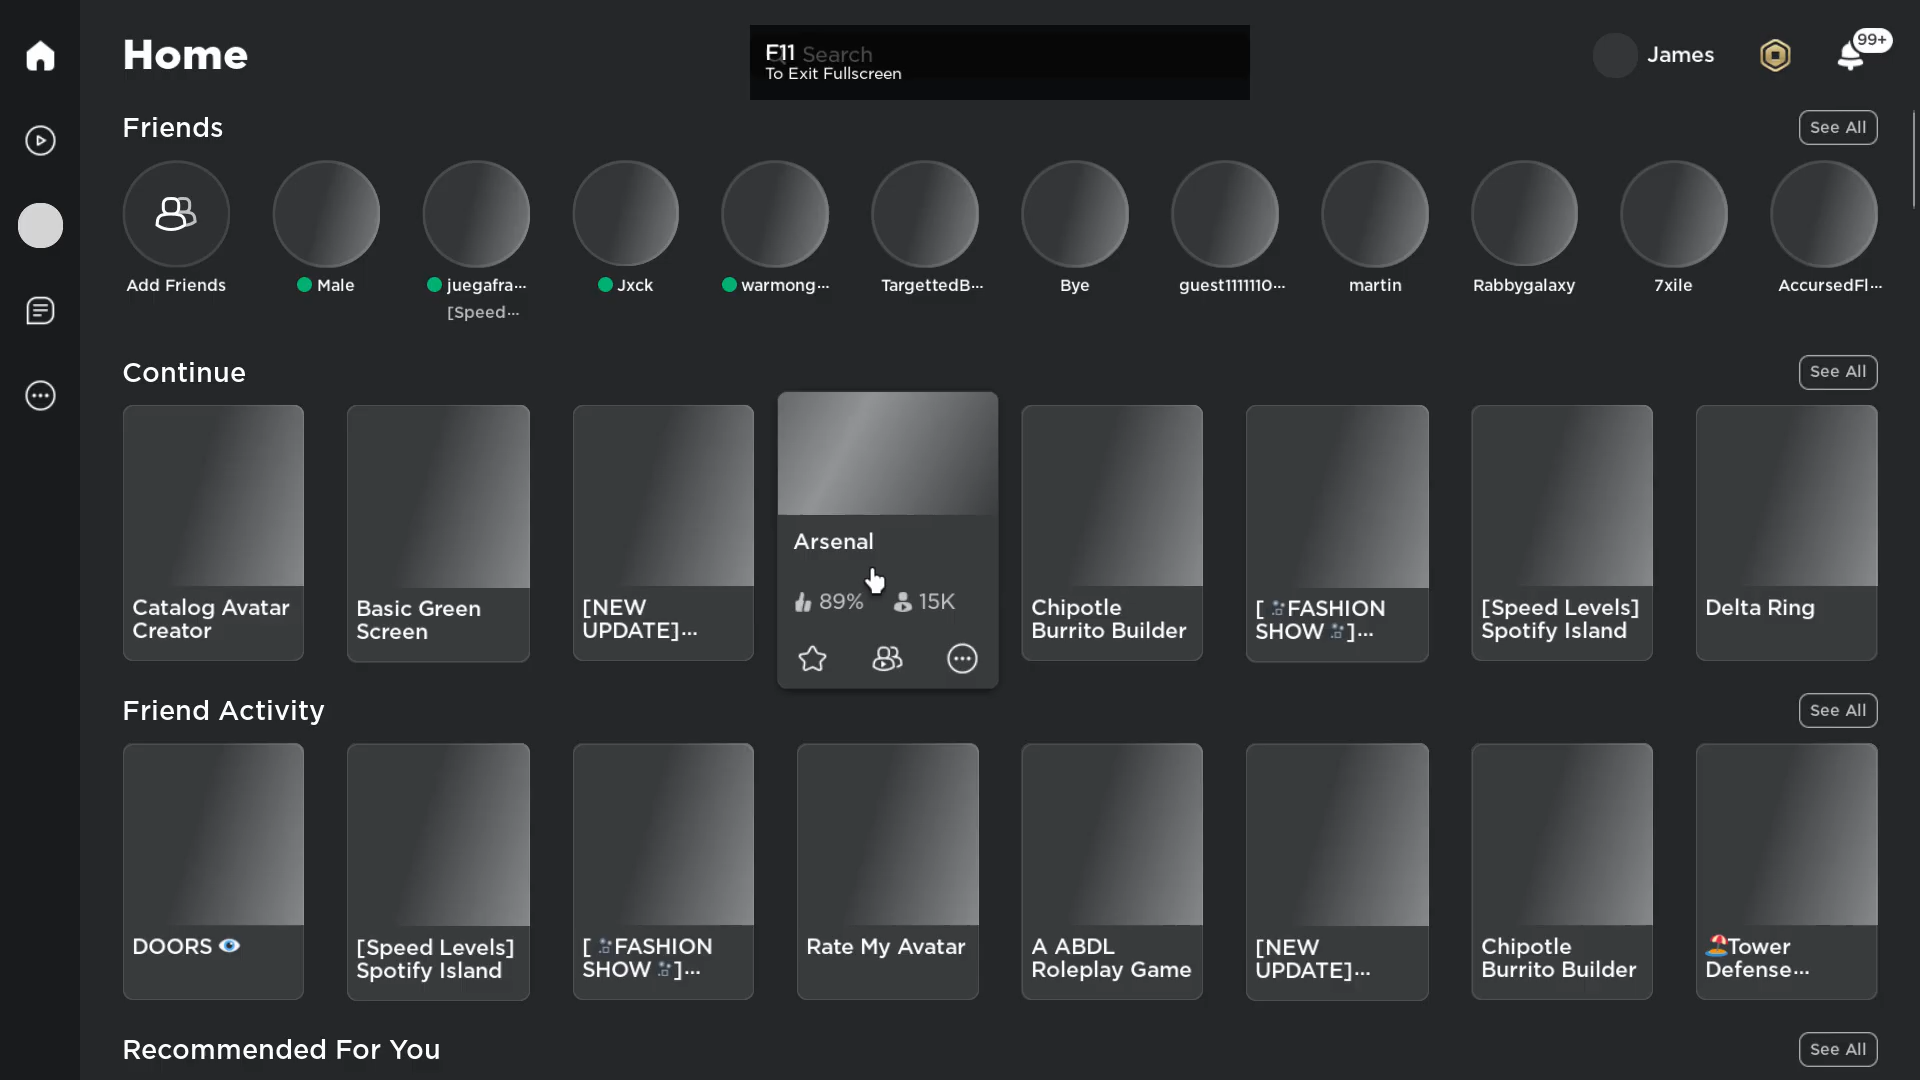 Home
F11 Search
To Exit Fullscreen
James
99+
Friends
See All
Add Friends
Male
juegafra...
[Speed...
Jxck
warmong...
TargettedB...
Bye
guest1111110...
martin
Rabbygalaxy
7xile
AccursedFl...
Continue
See All
Catalog Avatar
Creator
Basic Green
Screen
[NEW
UPDATE]...
Arsenal
89% 15K
Chipotle
Burrito Builder
[ FASHION
SHOW ]...
[Speed Levels]
Spotify Island
Delta Ring
Friend Activity
See All
DOORS 👁
[Speed Levels]
Spotify Island
[ FASHION
SHOW ]...
Rate My Avatar
A ABDL
Roleplay Game
[NEW
UPDATE]...
Chipotle
Burrito Builder
🏖Tower
Defense...
Recommended For You
See All